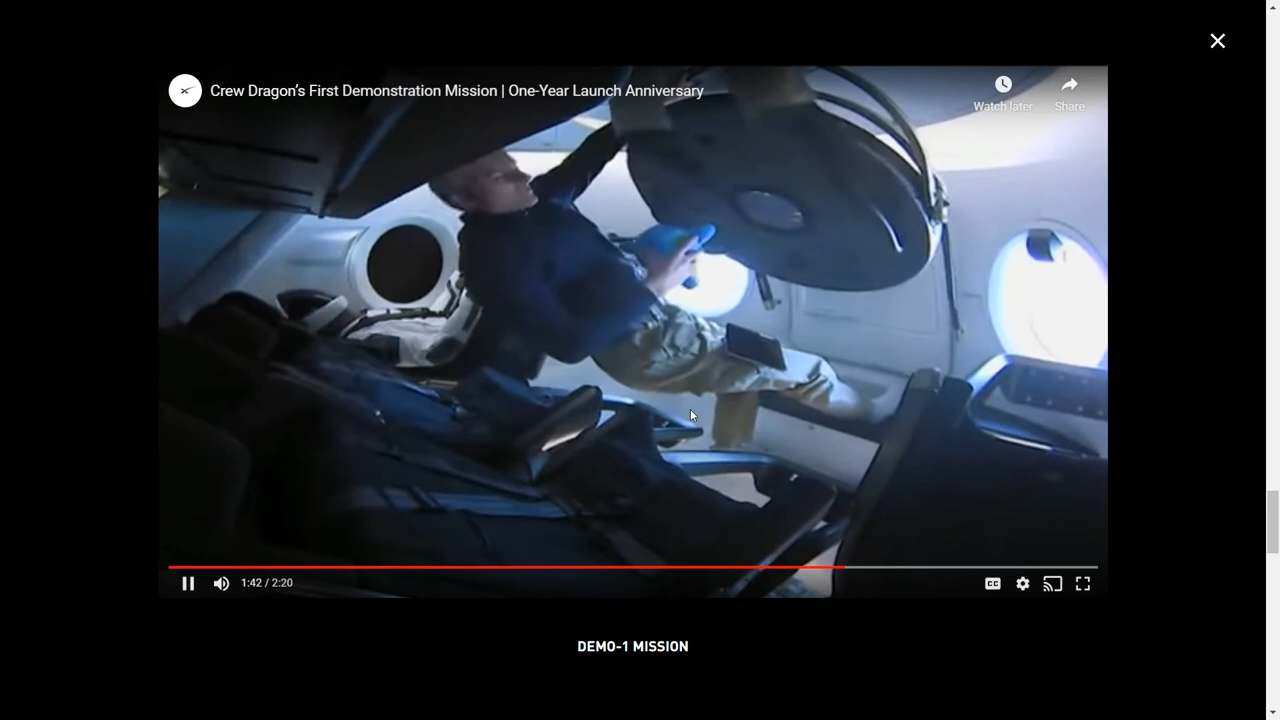 Crew Dragon's First Demonstration Mission | One-Year Launch Anniversary
Watch later
Share
1:42 / 2:20
CC
DEMO-1 MISSION